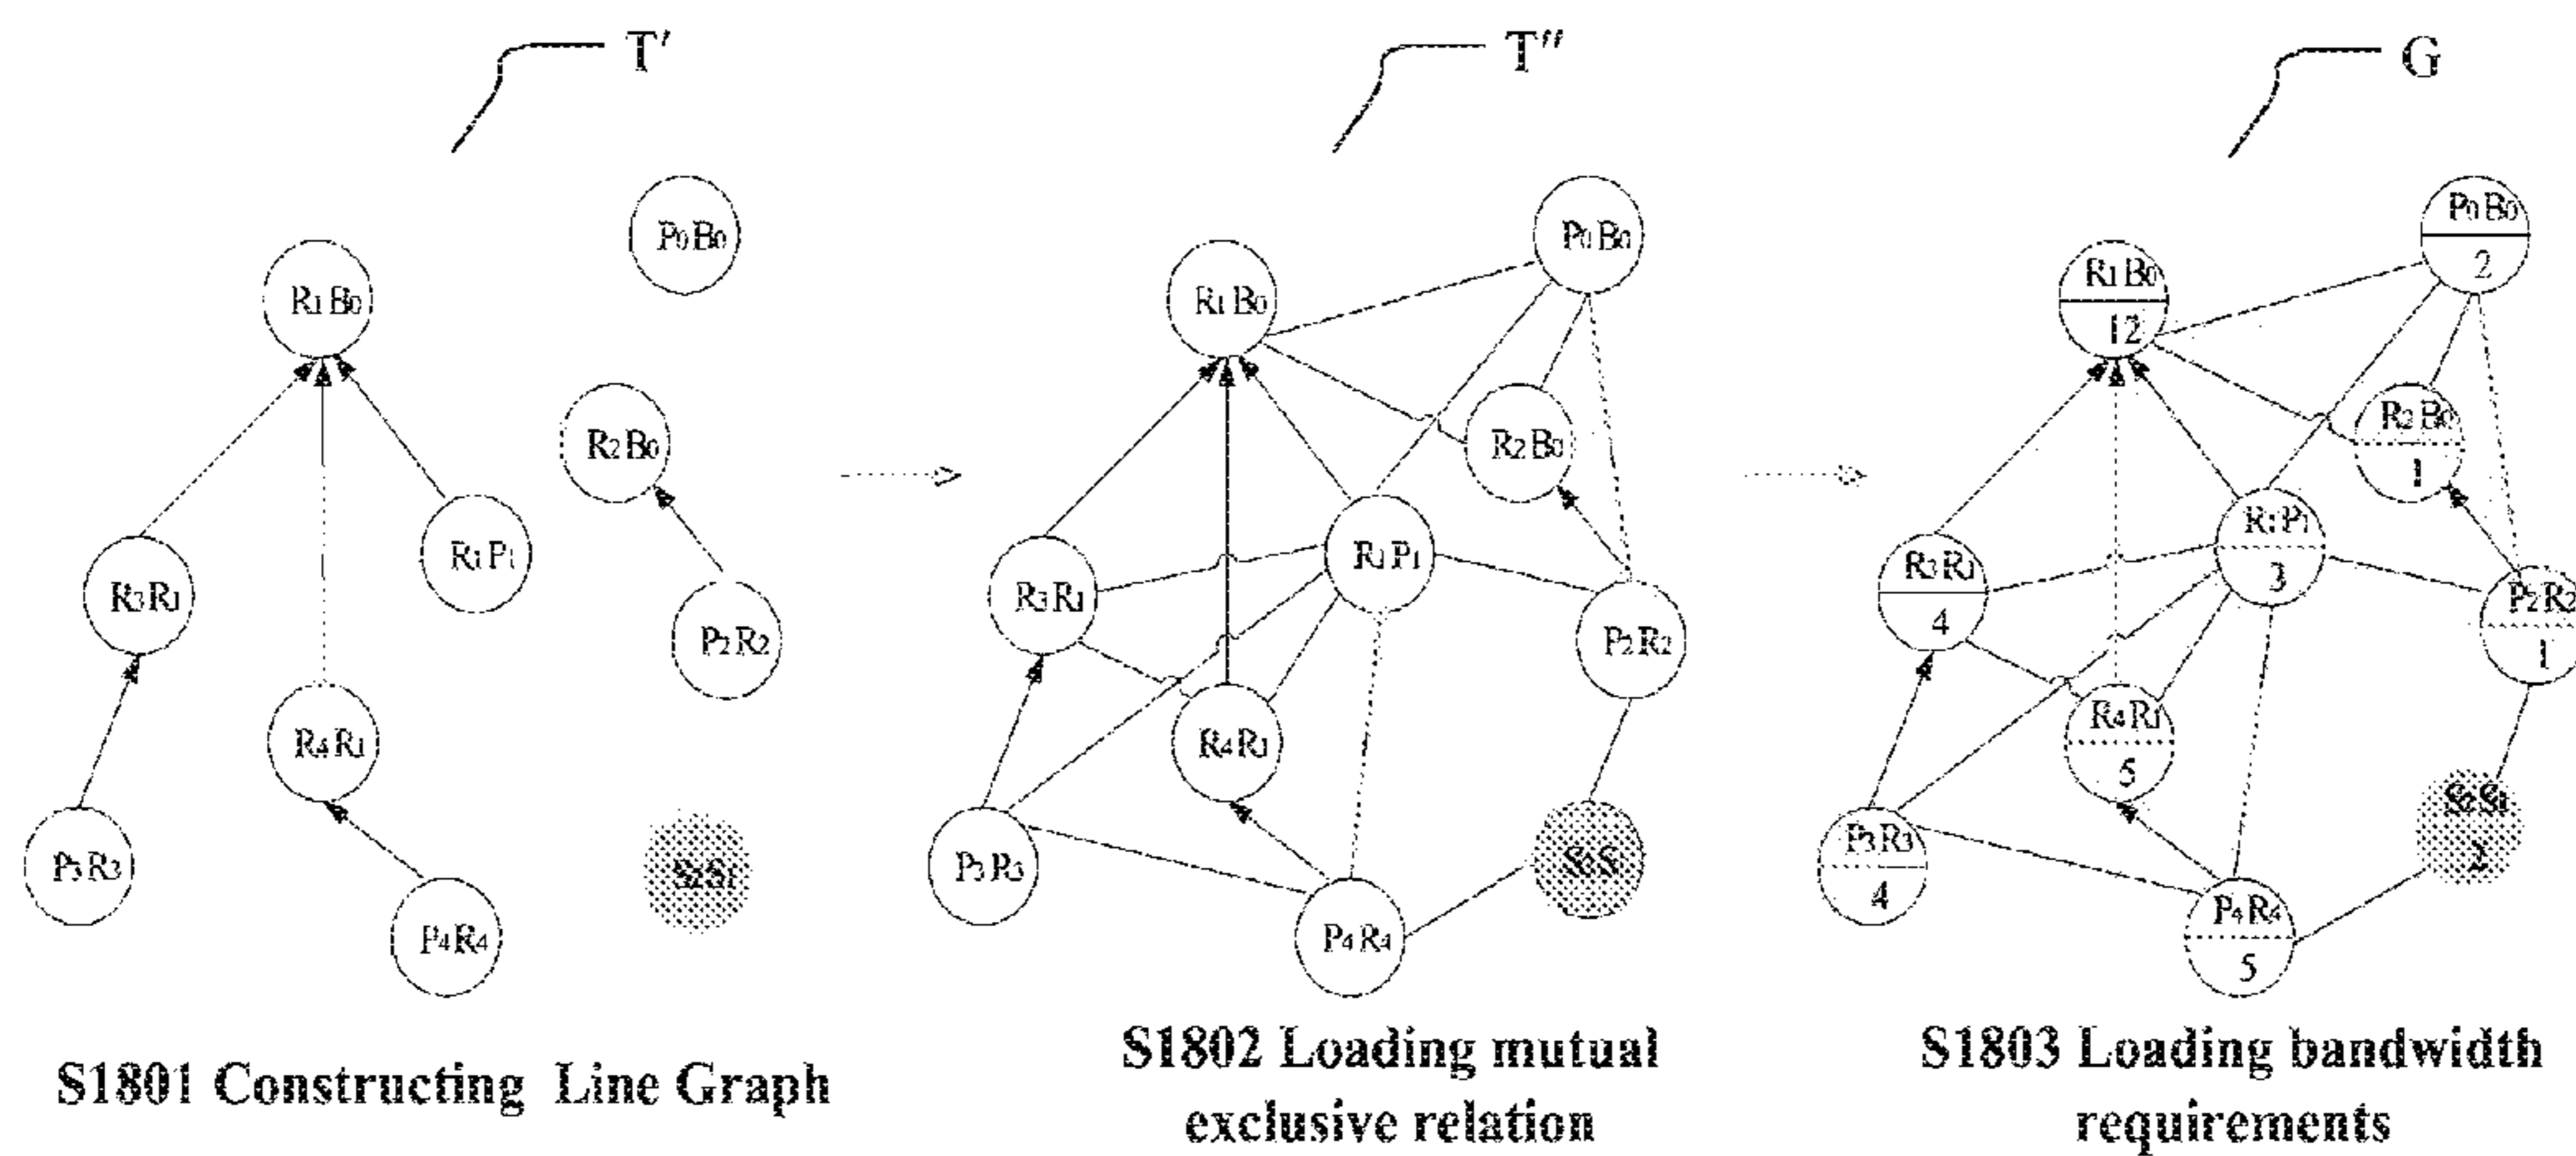 T′
P0B0
R1B0
R2B0
R1P1
R3R1
P2R2
R4R1
P3R3
S2S1
P4R4
S1801 Constructing Line Graph
T″
P0B0
R1B0
R2B0
R1P1
R3R1
P2R2
R4R1
P3R3
P4R4
S1802 Loading mutual
exclusive relation
G
P0B0
2
R1B0
12
R2B0
1
R1P1
3
R3R1
4
P2R2
1
R4R1
5
S2S1
2
P3R3
4
P4R4
5
S1803 Loading bandwidth
requirements